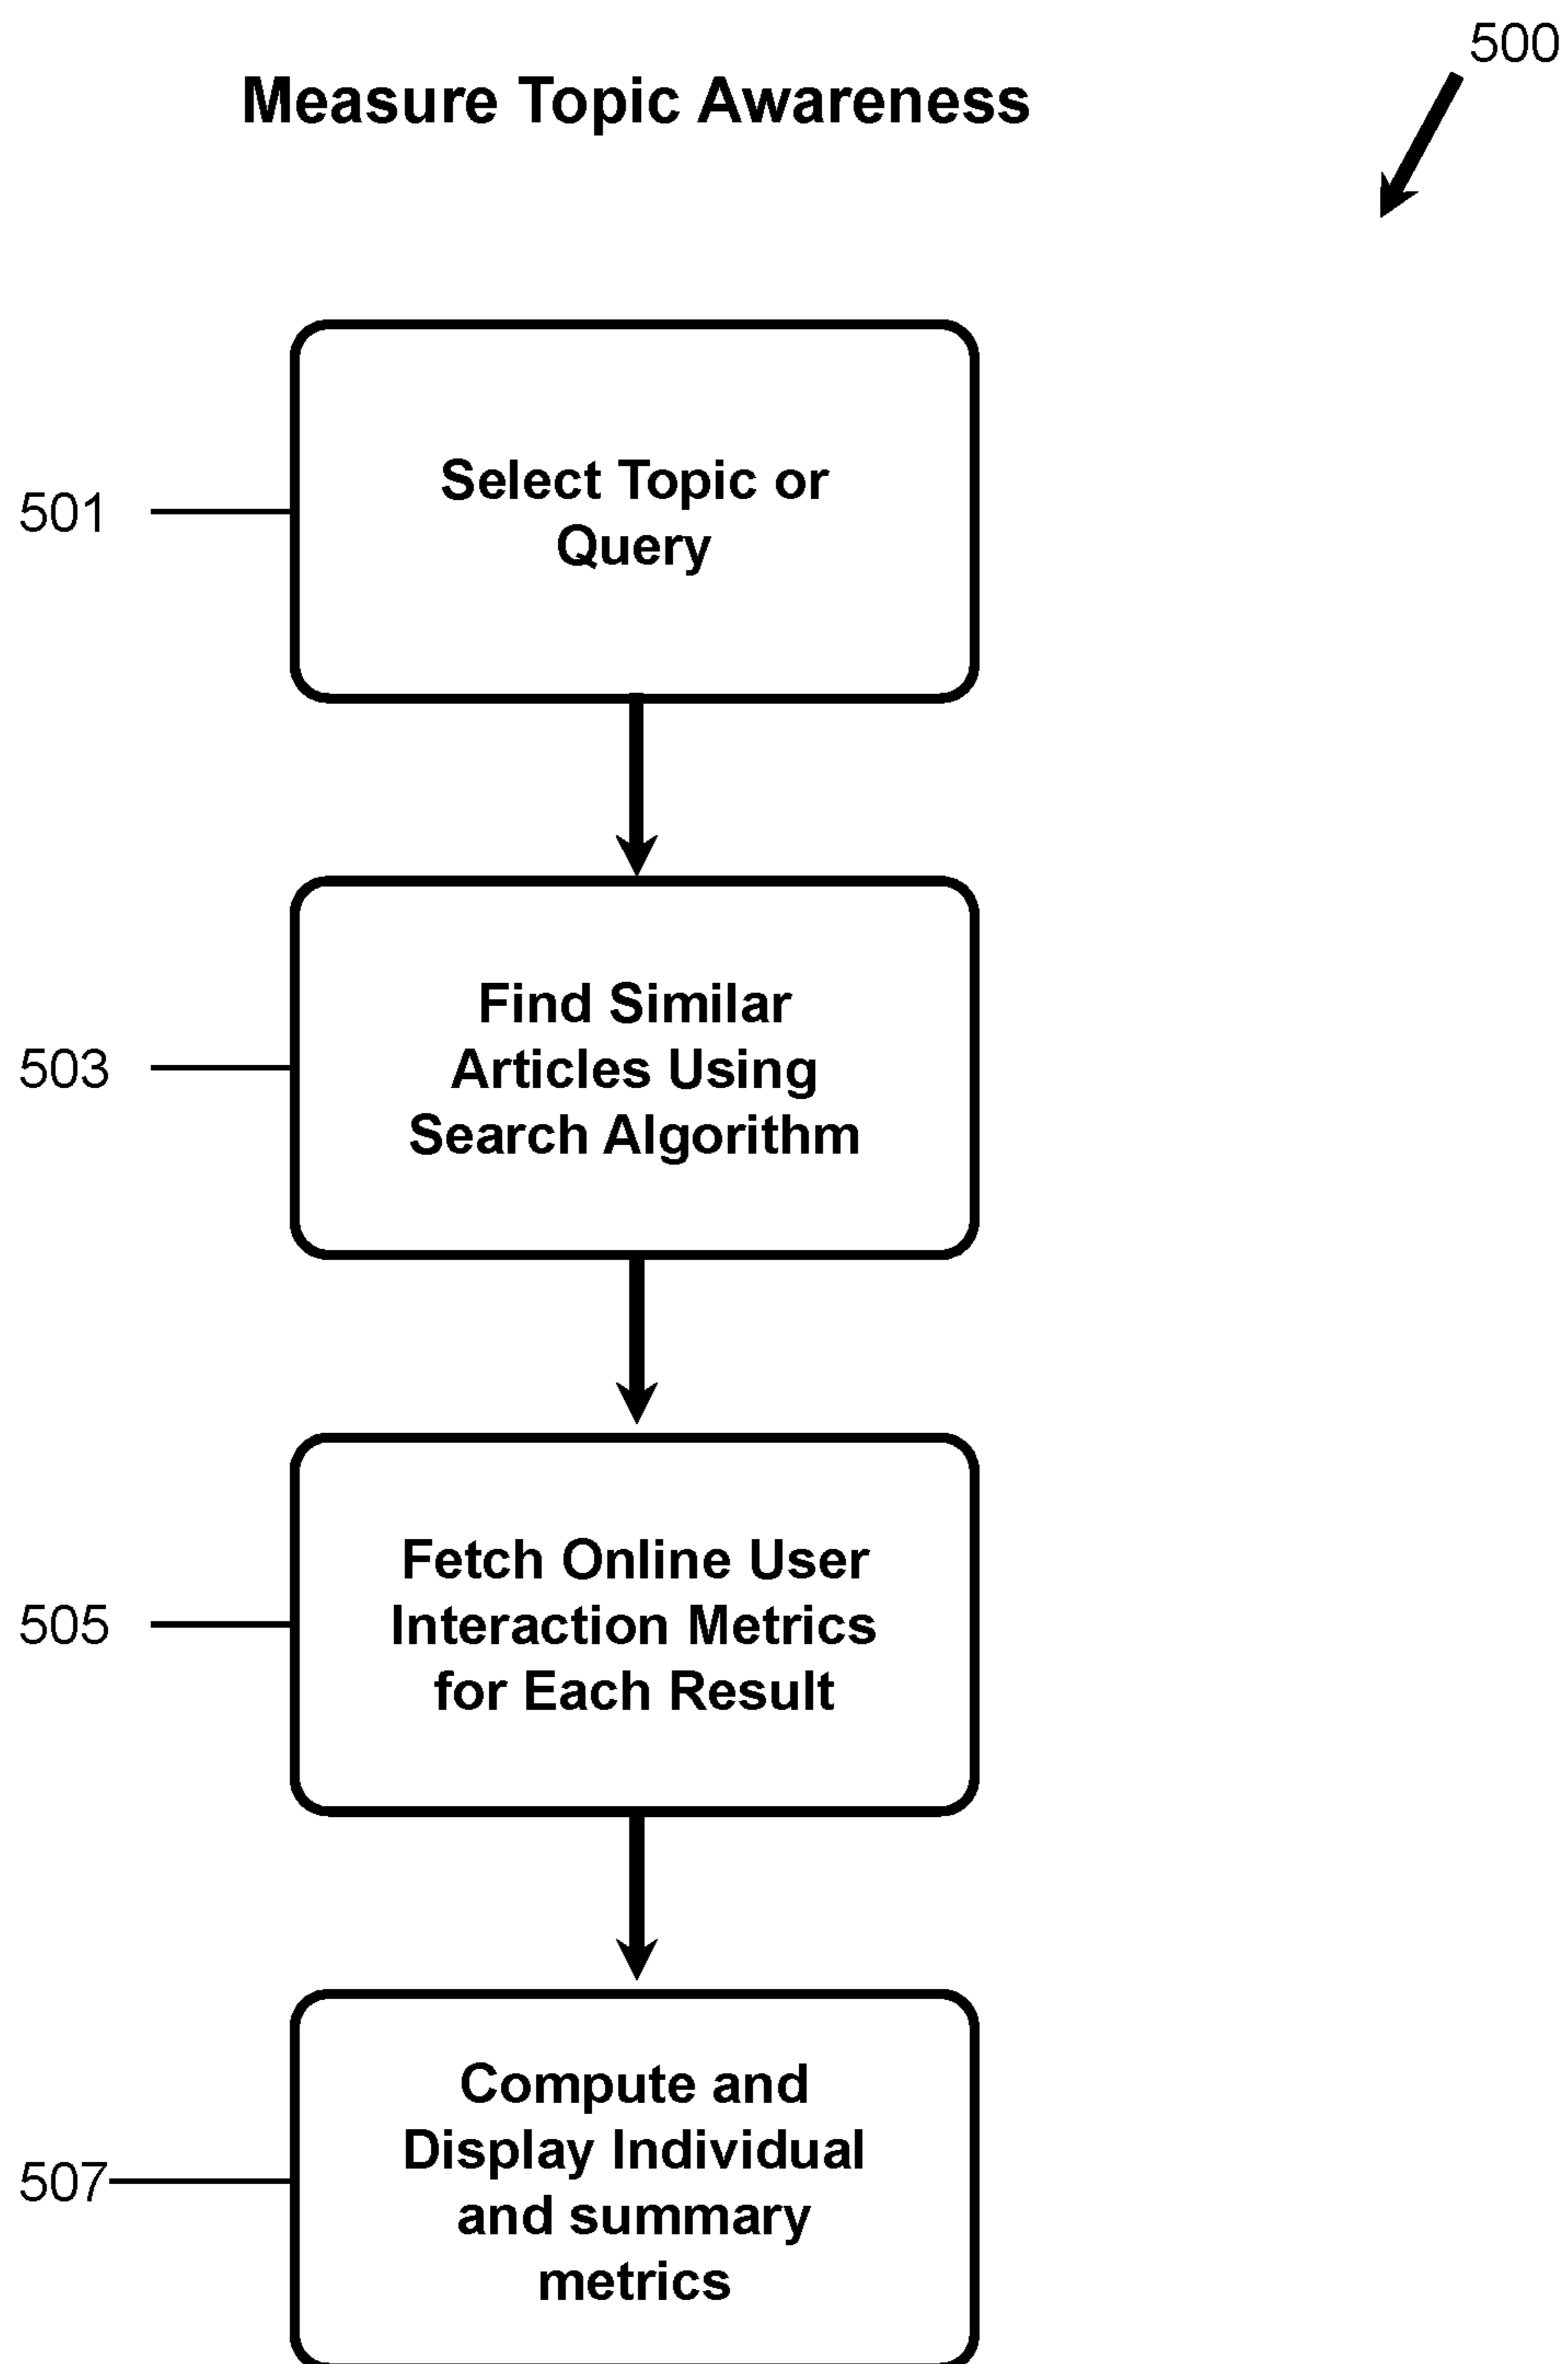 500
Measure Topic Awareness
501
Select Topic or
Query
503
Find Similar
Articles Using
Search Algorithm
505
Fetch Online User
Interaction Metrics
for Each Result
507
Compute and
Display Individual
and summary
metrics